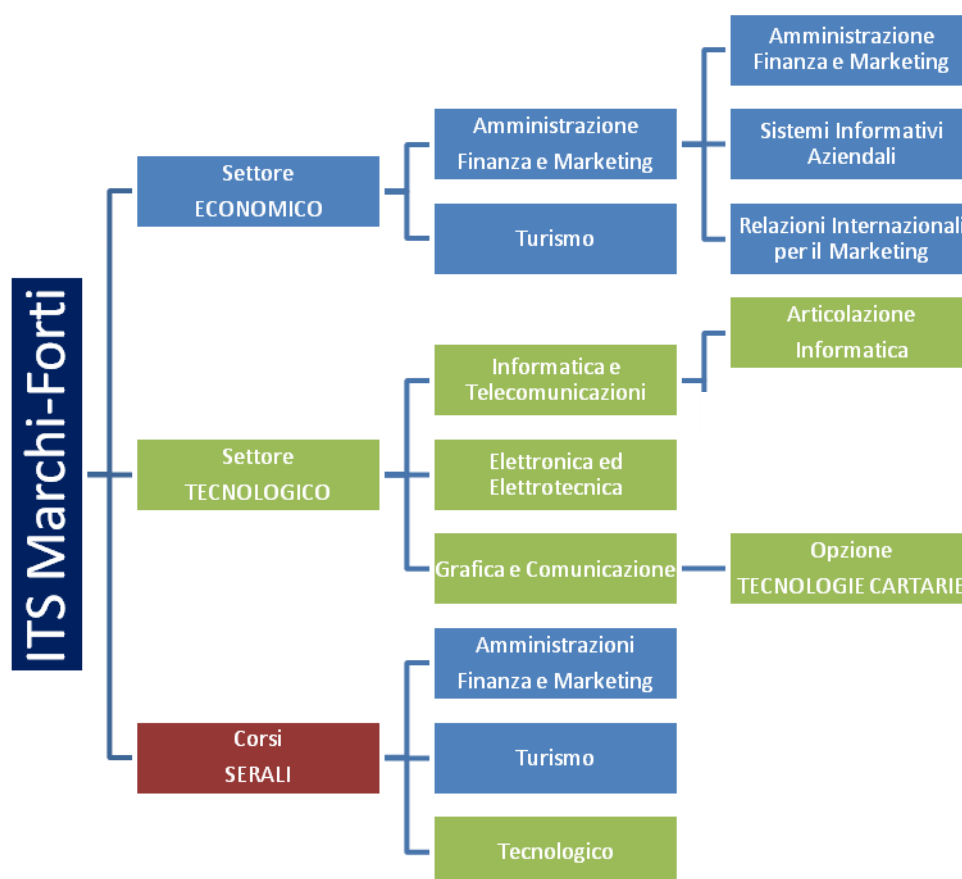 ITS Marchi-Forti
Settore
ECONOMICO
Amministrazione
Finanza e Marketing
Amministrazione
Finanza e Marketing
Sistemi Informativi
Aziendali
Relazioni Internazionali
per il Marketing
Turismo
Settore
TECNOLOGICO
Informatica e
Telecomunicazioni
Articolazione
Informatica
Elettronica ed
Elettrotecnica
Grafica e Comunicazione
Opzione
TECNOLOGIE CARTARIE
Corsi
SERALI
Amministrazioni
Finanza e Marketing
Turismo
Tecnologico